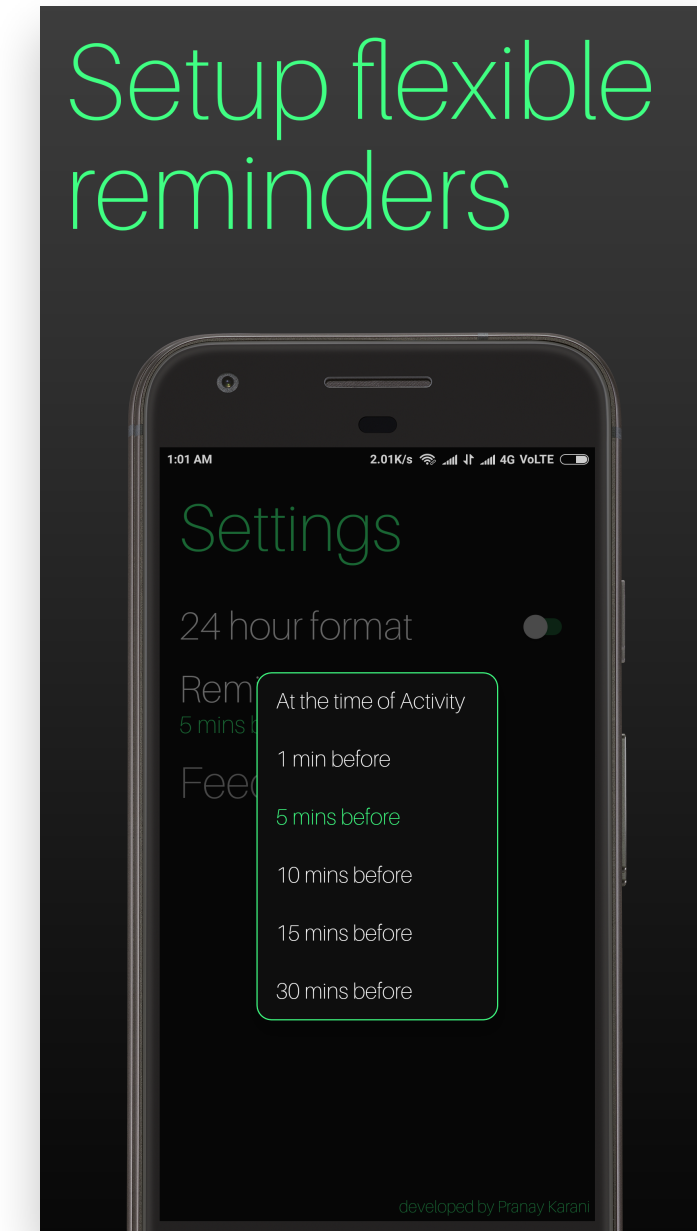 Setup flexible
reminders
1:01 AM 2.01K/s 4G VoLTE
Settings
24 hour format
Remi
5 mins b
Feed
At the time of Activity
1 min before
5 mins before
10 mins before
15 mins before
30 mins before
developed by Pranay Karani